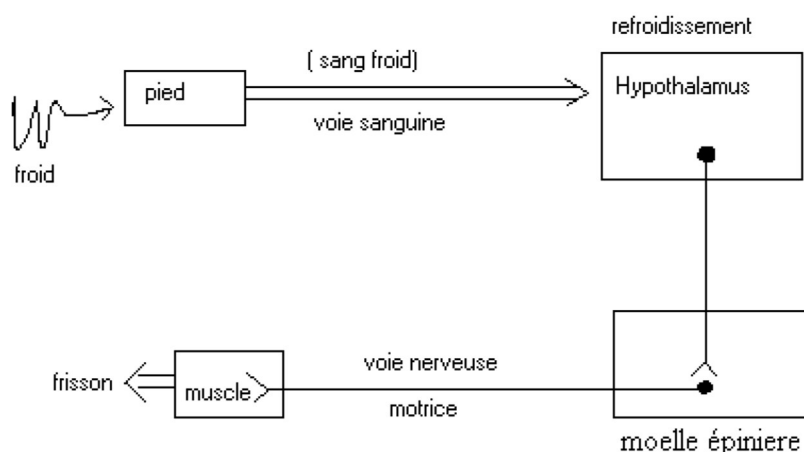 refroidissement
( sang froid)
pied
Hypothalamus
voie sanguine
froid
voie nerveuse
frisson
muscle
motrice
moelle épiniere